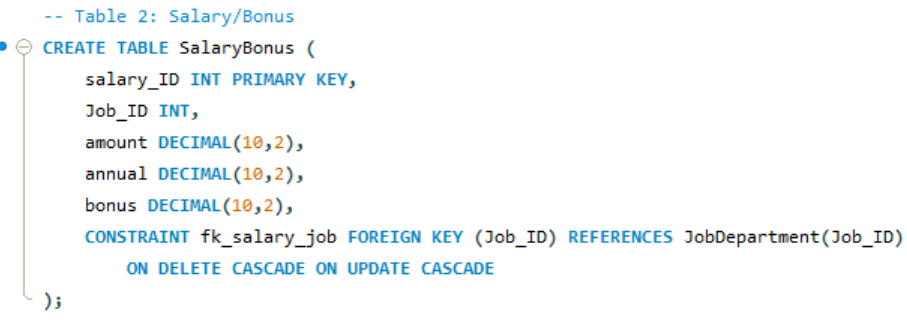 -- Table 2: Salary/Bonus
CREATE TABLE SalaryBonus (
salary_ID INT PRIMARY KEY,
Job_ID INT,
amount DECIMAL(10,2),
annual DECIMAL(10,2),
bonus DECIMAL(10,2),
CONSTRAINT fk_salary_job FOREIGN KEY (Job_ID) REFERENCES JobDepartment(Job_ID)
ON DELETE CASCADE ON UPDATE CASCADE
);